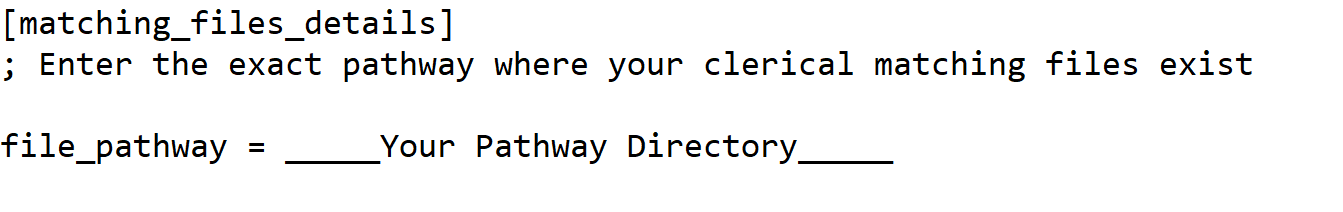 [matching_files_details]
; Enter the exact pathway where your clerical matching files exist
file_pathway = _____Your Pathway Directory_____